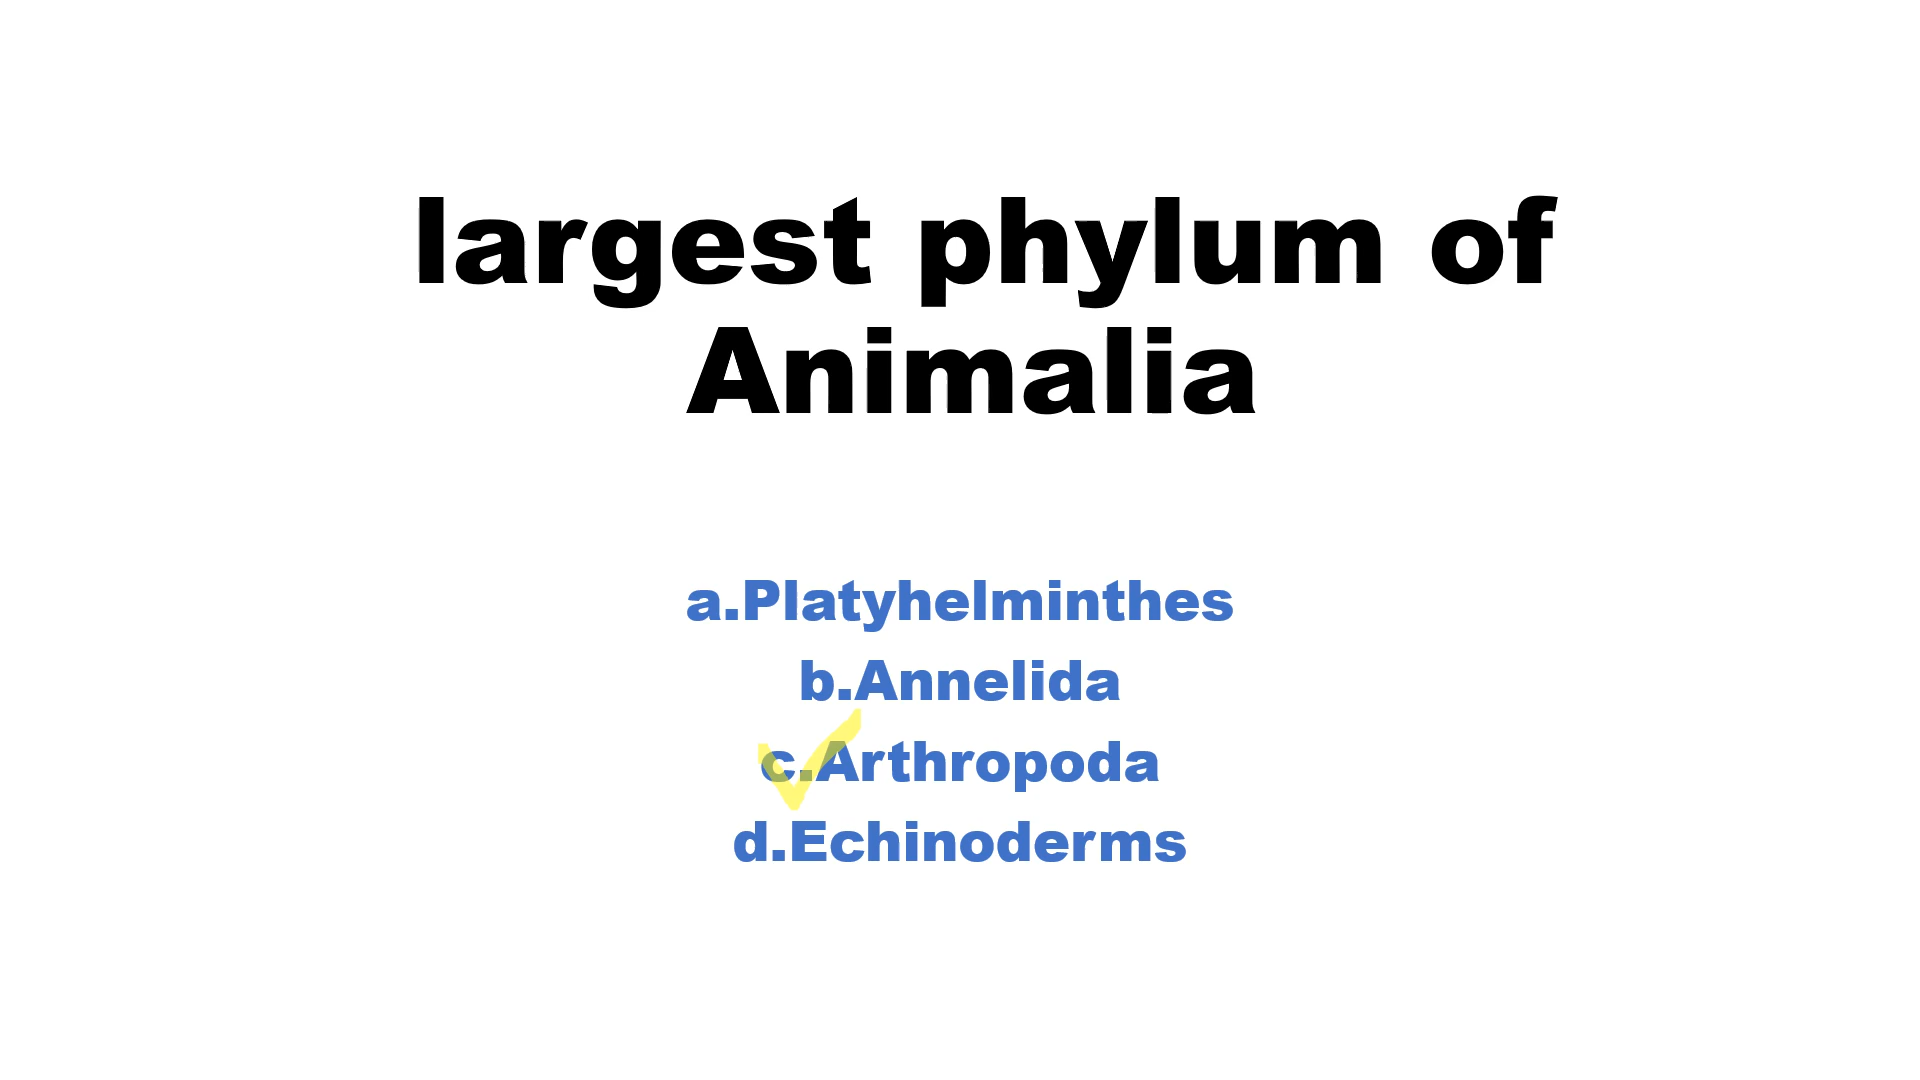 largest phylum of
Animalia
a.Platyhelminthes
b.Annelida
c.Arthropoda
d.Echinoderms